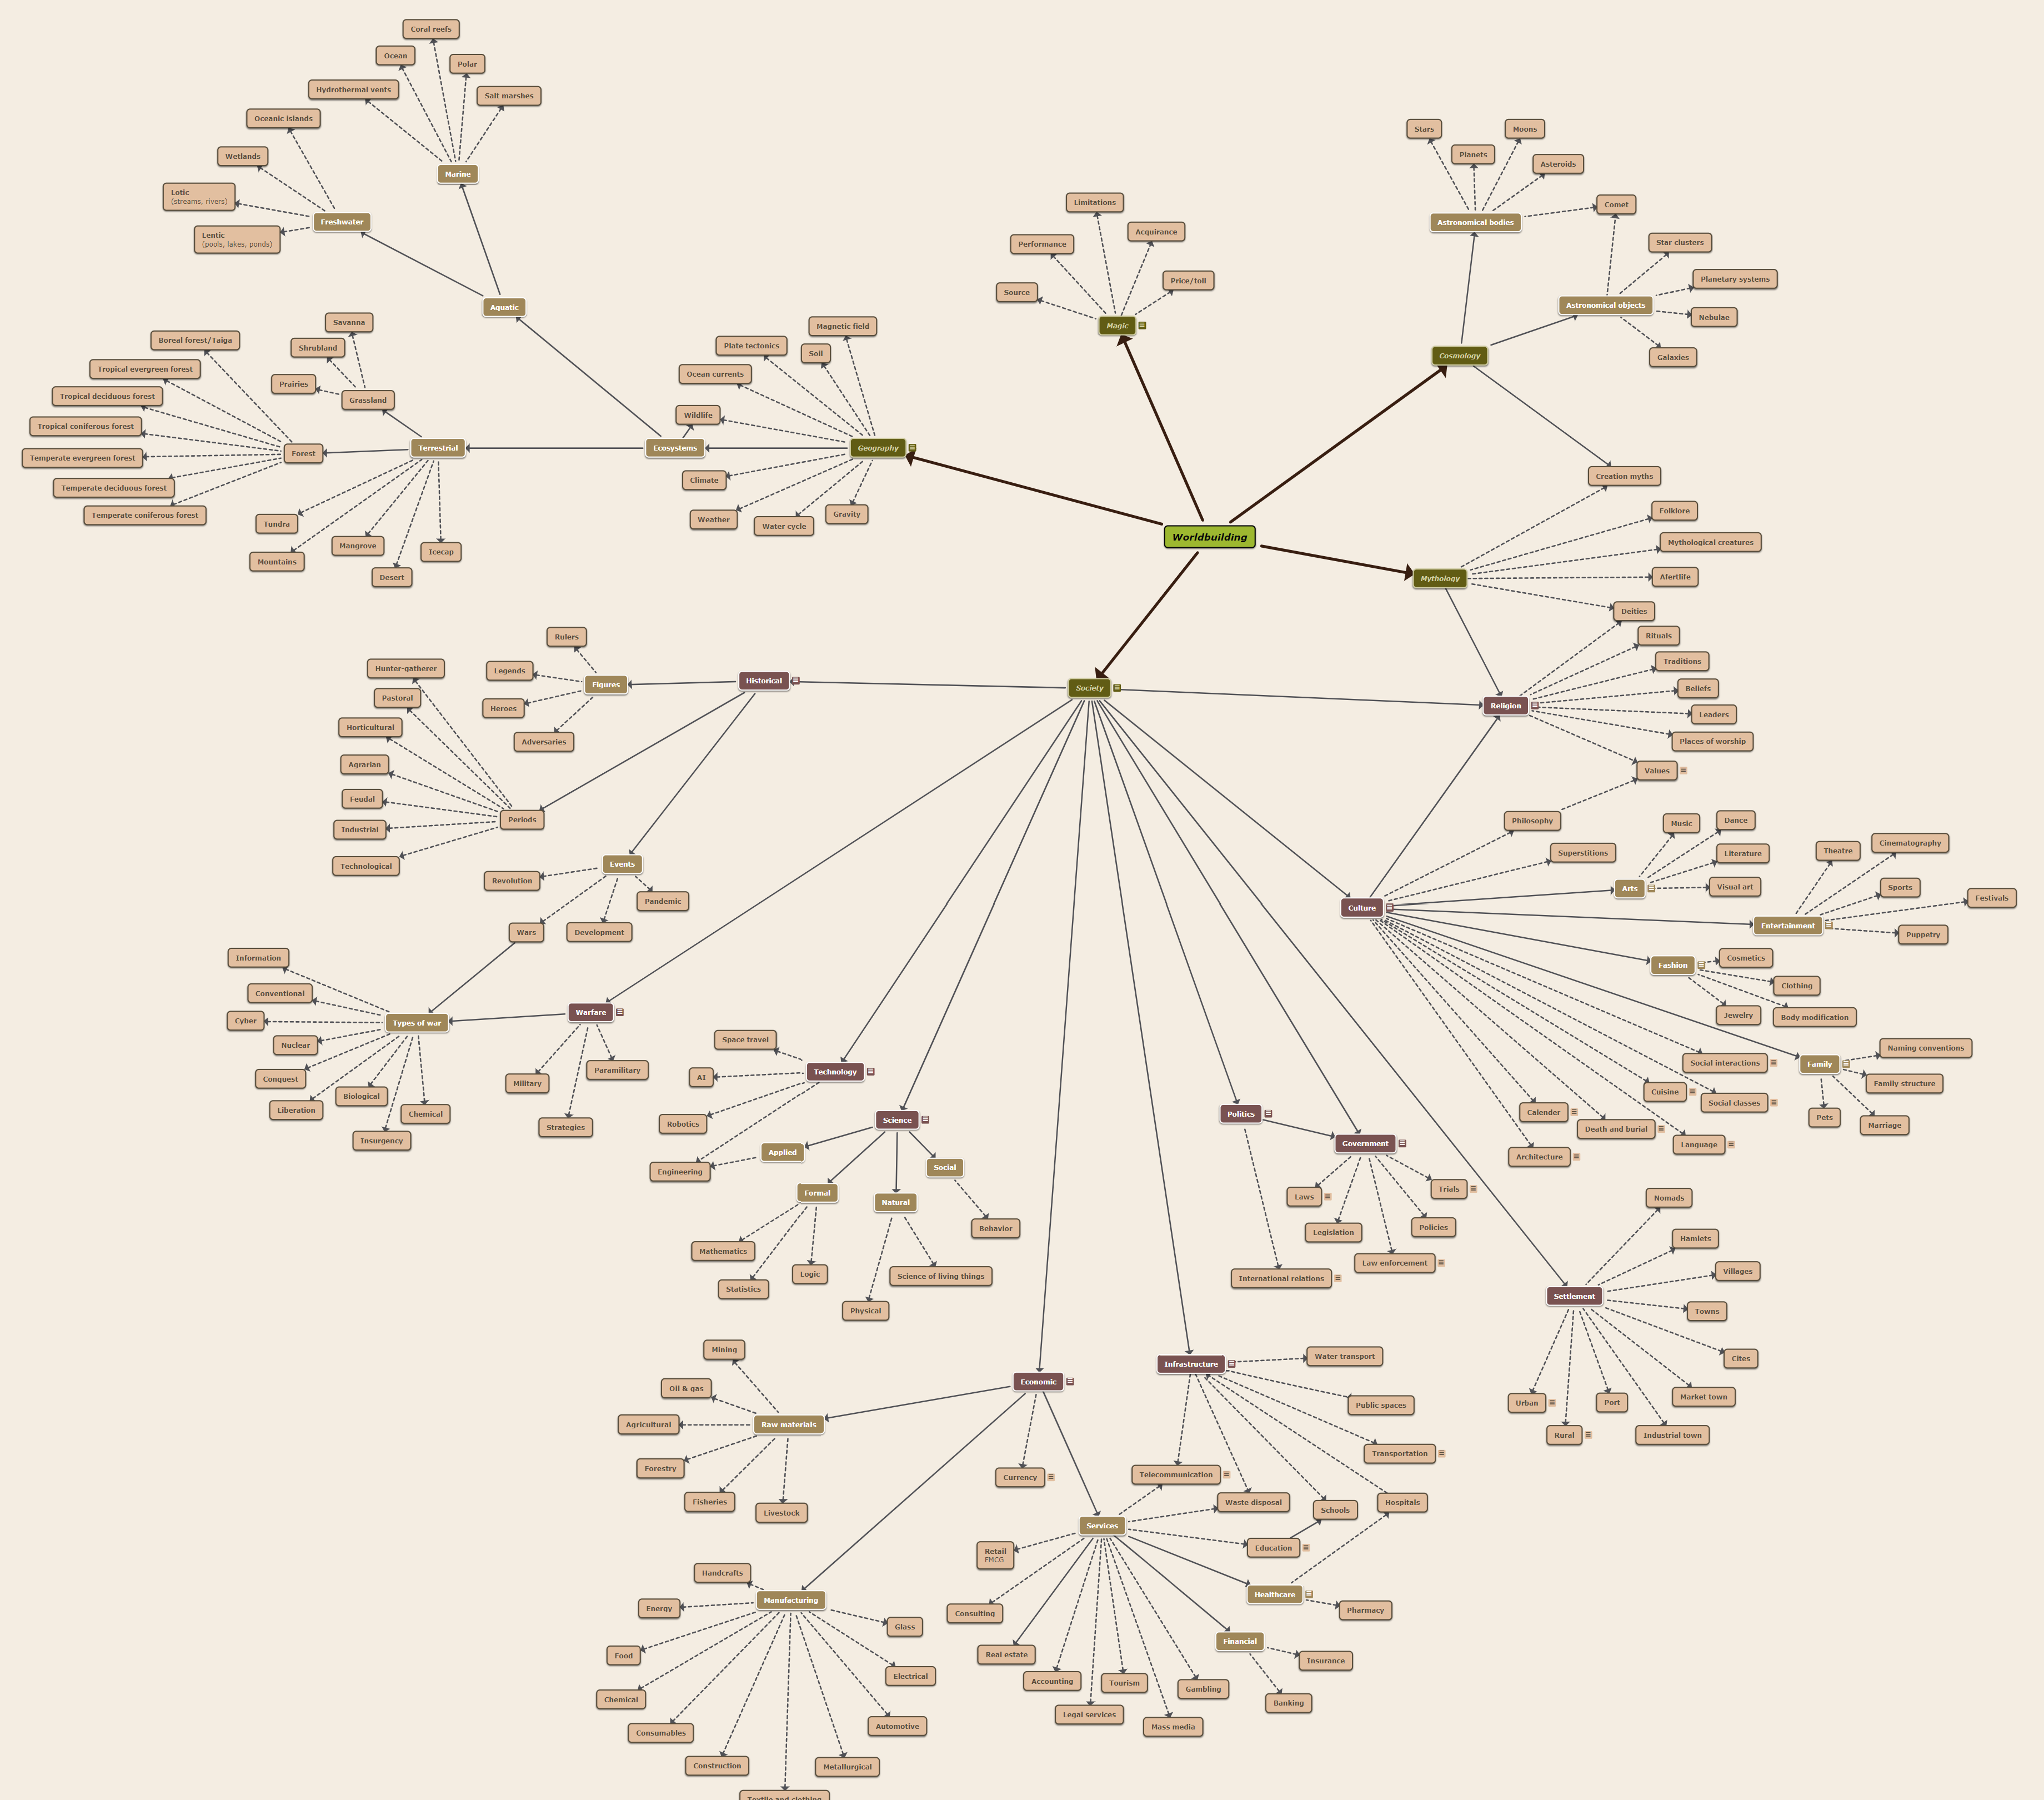 Coral reefs
Ocean
Polar
Hydrothermal vents
Salt marshes
Oceanic islands
Wetlands
Marine
Lotic
(streams, rivers)
Freshwater
Lentic
(pools, lakes, ponds)
Aquatic
Savanna
Boreal forest/Taiga
Shrubland
Tropical evergreen forest
Prairies
Tropical deciduous forest
Grassland
Tropical coniferous forest
Terrestrial
Forest
Temperate evergreen forest
Temperate deciduous forest
Temperate coniferous forest
Tundra
Mangrove
Icecap
Mountains
Desert
Magnetic field
Plate tectonics
Soil
Ocean currents
Wildlife
Ecosystems
Geography
Climate
Weather
Water cycle
Gravity
Limitations
Acquirance
Performance
Price/toll
Source
Magic
Stars
Moons
Planets
Asteroids
Comet
Astronomical bodies
Star clusters
Planetary systems
Astronomical objects
Nebulae
Galaxies
Cosmology
Creation myths
Folklore
Worldbuilding
Mythological creatures
Mythology
Afertlife
Deities
Rituals
Traditions
Beliefs
Religion
Leaders
Places of worship
Values
Society
Historical
Rulers
Legends
Figures
Heroes
Adversaries
Hunter-gatherer
Pastoral
Horticultural
Agrarian
Feudal
Periods
Industrial
Technological
Events
Revolution
Pandemic
Wars
Development
Information
Conventional
Cyber
Types of war
Nuclear
Conquest
Biological
Liberation
Chemical
Insurgency
Warfare
Military
Paramilitary
Strategies
Space travel
Technology
AI
Robotics
Science
Applied
Engineering
Social
Formal
Natural
Behavior
Mathematics
Logic
Science of living things
Statistics
Physical
Philosophy
Superstitions
Music
Dance
Literature
Arts
Visual art
Theatre
Cinematography
Sports
Festivals
Culture
Entertainment
Puppetry
Fashion
Cosmetics
Clothing
Jewelry
Body modification
Social interactions
Family
Naming conventions
Family structure
Cuisine
Social classes
Pets
Marriage
Calender
Death and burial
Language
Architecture
Politics
Government
Laws
Trials
Legislation
Policies
Law enforcement
International relations
Nomads
Hamlets
Villages
Settlement
Towns
Cites
Market town
Urban
Port
Rural
Industrial town
Infrastructure
Water transport
Public spaces
Transportation
Telecommunication
Waste disposal
Schools
Hospitals
Economic
Mining
Oil & gas
Agricultural
Raw materials
Forestry
Fisheries
Livestock
Currency
Services
Education
Retail
FMCG
Healthcare
Pharmacy
Consulting
Financial
Real estate
Insurance
Accounting
Tourism
Gambling
Banking
Legal services
Mass media
Handcrafts
Manufacturing
Energy
Glass
Food
Electrical
Chemical
Consumables
Automotive
Construction
Metallurgical
Textile and clothing